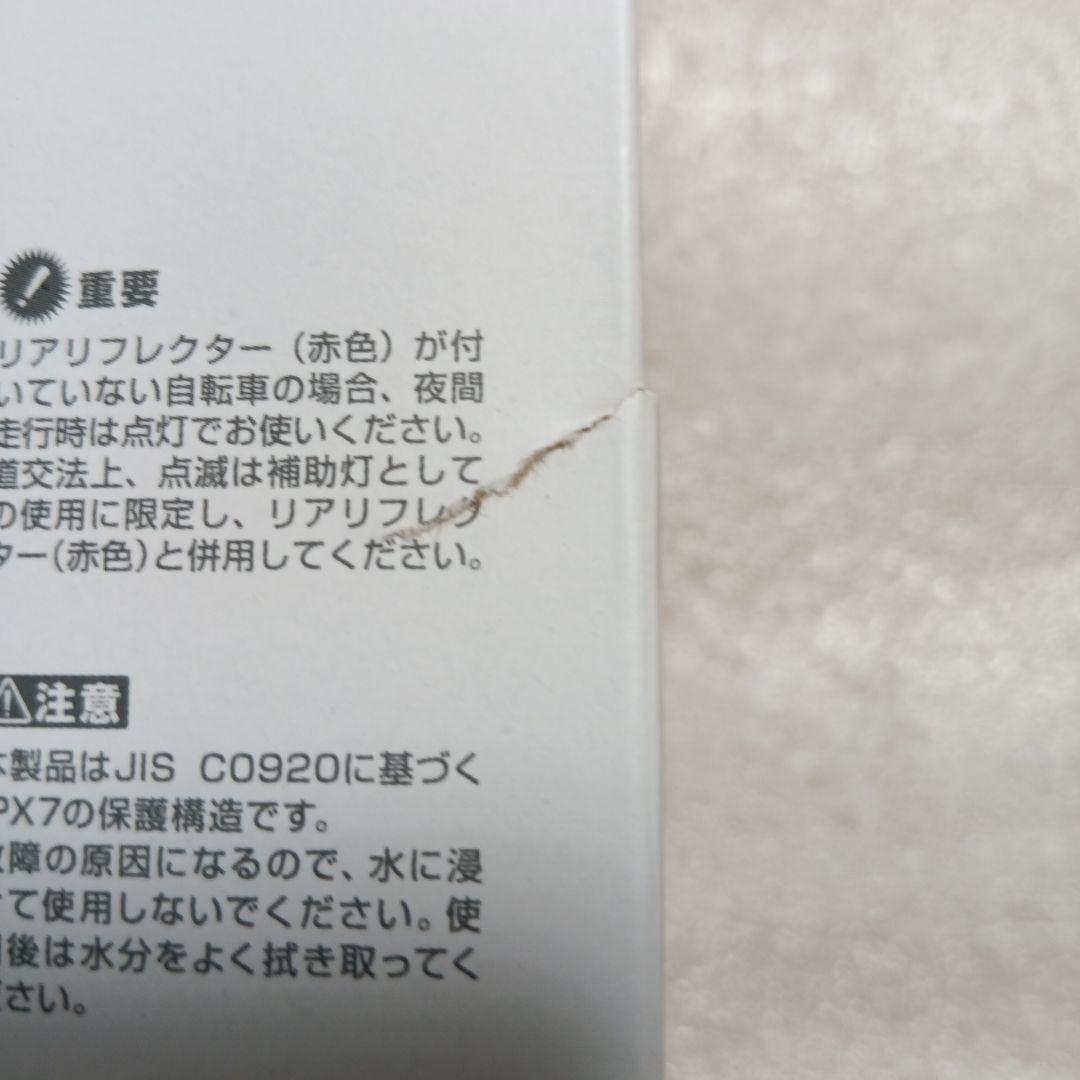 重要
リアリフレクター（赤色）が付
いていない自転車の場合、夜間
走行時は点灯でお使いください。
道交法上、点滅は補助灯として
の使用に限定し、リアリフレク
ター(赤色)と併用してください。
注意
本製品はJIS C0920に基づく
PX7の保護構造です。
故障の原因になるので、水に浸
けて使用しないでください。使
用後は水分をよく拭き取ってく
ださい。